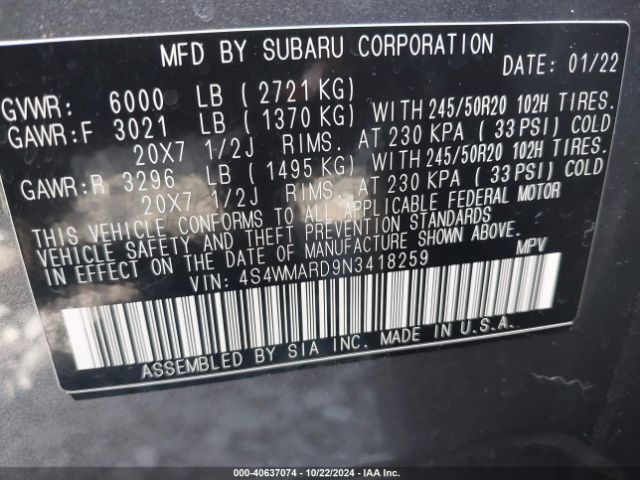 MFD BY SUBARU CORPORATION
DATE: 01/22
GVWR: 6000 LB ( 2721 KG)
GAWR:F 3021 LB ( 1370 KG) WITH 245/50R20 102H TIRES.
20X7 1/2J RIMS. AT 230 KPA ( 33 PSI) COLD
GAWR:R 3296 LB ( 1495 KG) WITH 245/50R20 102H TIRES.
20X7 1/2J RIMS. AT 230 KPA ( 33 PSI) COLD
THIS VEHICLE CONFORMS TO ALL APPLICABLE FEDERAL MOTOR
VEHICLE SAFETY AND THEFT PREVENTION STANDARDS
IN EFFECT ON THE DATE OF MANUFACTURE SHOWN ABOVE.
VIN: 4S4WMARD9N3418259 MPV
ASSEMBLED BY SIA INC. MADE IN U.S.A.
00-40637074 | 10/22/2024 | IAA Inc.